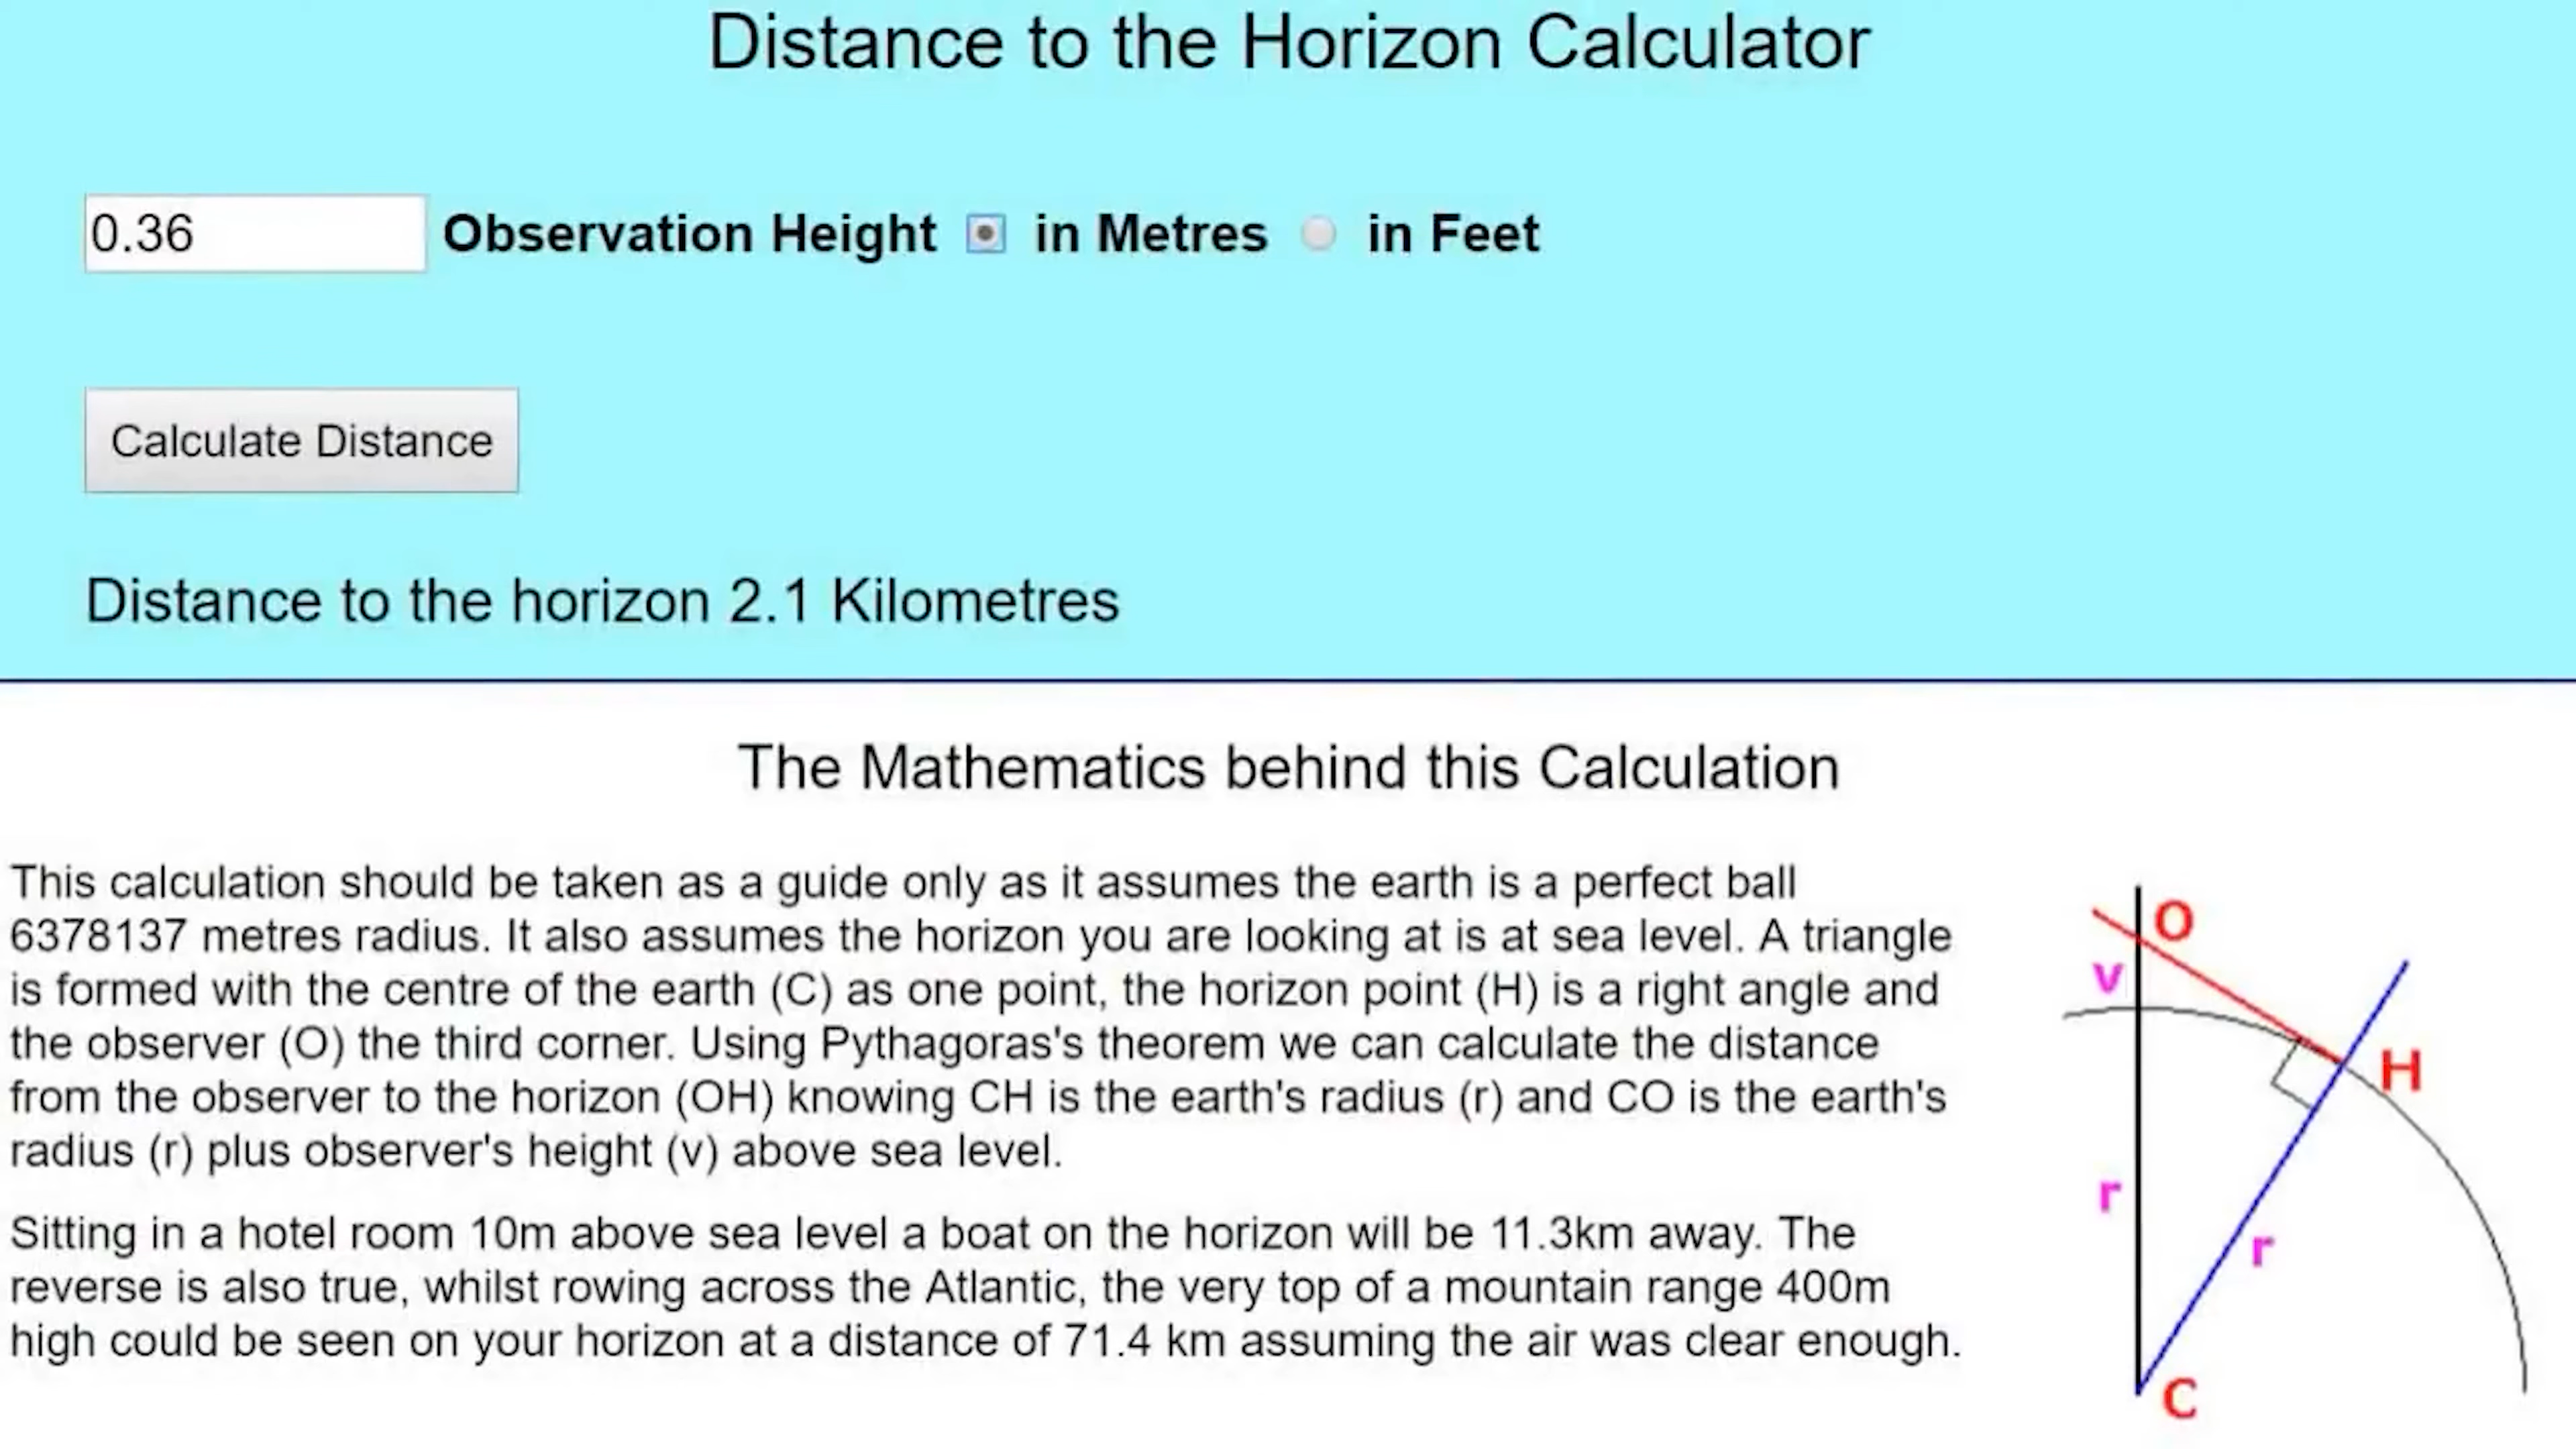 Distance to the Horizon Calculator
0.36 Observation Height in Metres in Feet
Calculate Distance
Distance to the horizon 2.1 Kilometres
The Mathematics behind this Calculation
This calculation should be taken as a guide only as it assumes the earth is a perfect ball
6378137 metres radius. It also assumes the horizon you are looking at is at sea level. A triangle
is formed with the centre of the earth (C) as one point, the horizon point (H) is a right angle and
the observer (O) the third corner. Using Pythagoras's theorem we can calculate the distance
from the observer to the horizon (OH) knowing CH is the earth's radius (r) and CO is the earth's
radius (r) plus observer's height (v) above sea level.
Sitting in a hotel room 10m above sea level a boat on the horizon will be 11.3km away. The
reverse is also true, whilst rowing across the Atlantic, the very top of a mountain range 400m
high could be seen on your horizon at a distance of 71.4 km assuming the air was clear enough.
O
v
H
r
r
C